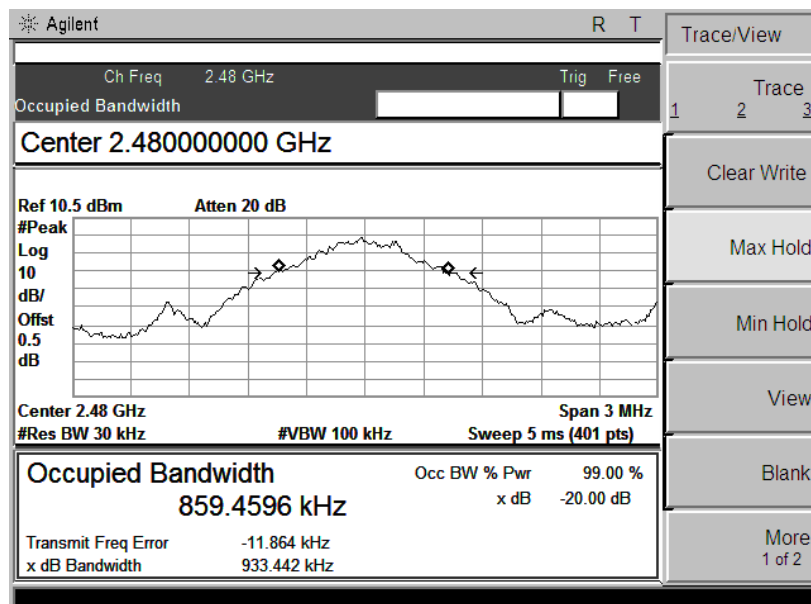 Agilent R T
Trace/View
Ch Freq 2.48 GHz Trig Free
Occupied Bandwidth
Center 2.480000000 GHz
Ref 10.5 dBm Atten 20 dB
#Peak
Log
10
dB/
Offst
0.5
dB
Center 2.48 GHz Span 3 MHz
#Res BW 30 kHz #VBW 100 kHz Sweep 5 ms (401 pts)
Occupied Bandwidth
859.4596 kHz
Occ BW % Pwr 99.00 %
x dB -20.00 dB
Transmit Freq Error -11.864 kHz
x dB Bandwidth 933.442 kHz
Trace
1 2 3
Clear Write
Max Hold
Min Hold
View
Blank
More
1 of 2